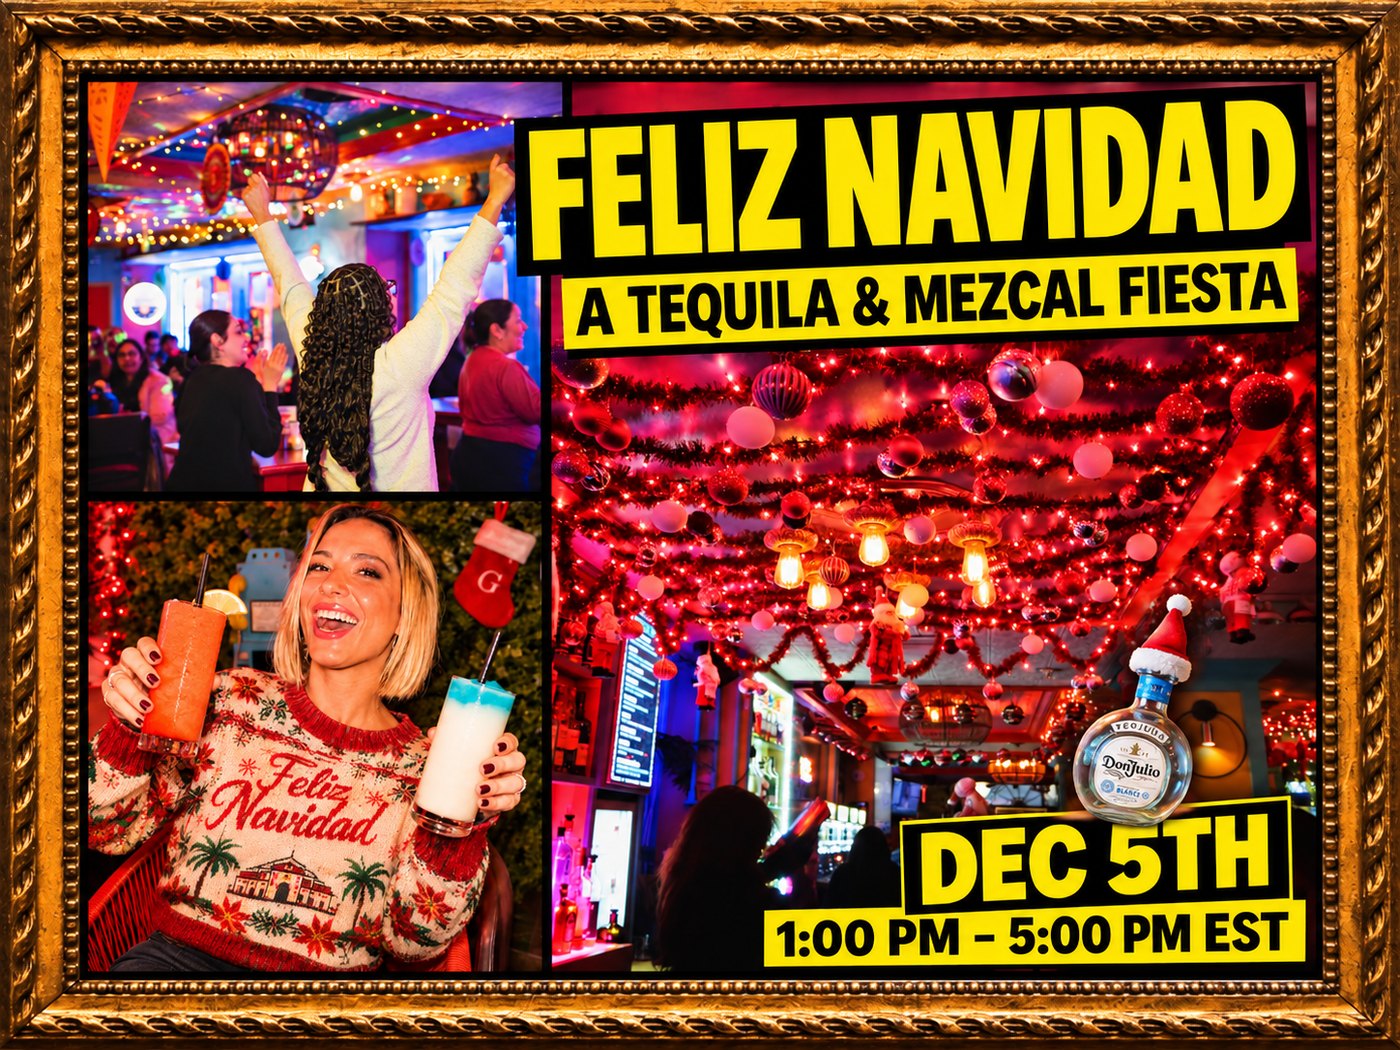 FELIZ NAVIDAD
A TEQUILA & MEZCAL FIESTA
G
Feliz
Navidad
TEQUILA
Don Julio
BLANCO
DEC 5TH
1:00 PM – 5:00 PM EST